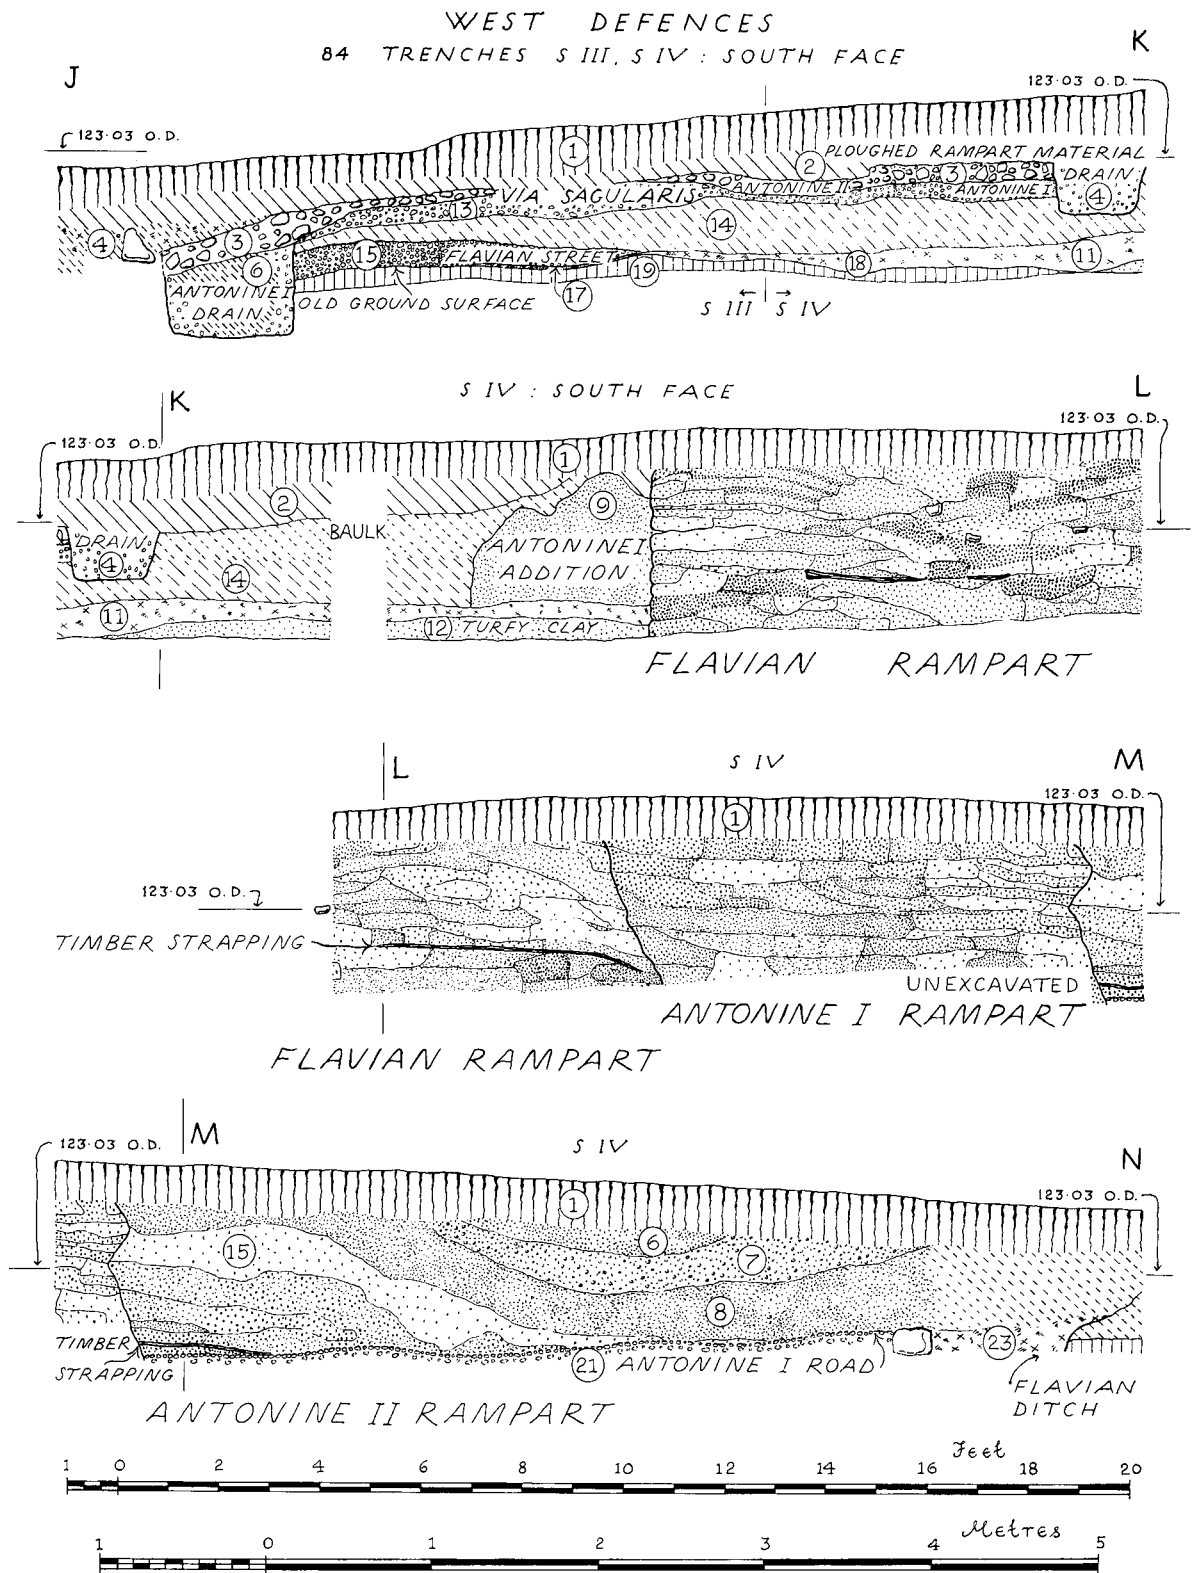 WEST DEFENCES
84 TRENCHES S III, S IV : SOUTH FACE
J
K
123·03 O.D.
123·03 O.D.
1
2
PLOUGHED RAMPART MATERIAL
3
DRAIN
4
VIA SAGULARIS
ANTONINE II
ANTONINE I
13
14
4
3
6
15
FLAVIAN STREET
19
18
11
ANTONINE I
DRAIN
OLD GROUND SURFACE
17
S III
S IV
S IV : SOUTH FACE
K
L
123·03 O.D.
123·03 O.D.
1
2
9
DRAIN
BAULK
4
14
ANTONINE I
ADDITION
11
12
TURFY CLAY
FLAVIAN RAMPART
S IV
L
M
123·03 O.D.
1
123·03 O.D.
TIMBER STRAPPING
UNEXCAVATED
ANTONINE I RAMPART
FLAVIAN RAMPART
S IV
M
N
123·03 O.D.
123·03 O.D.
1
15
6
7
8
TIMBER
STRAPPING
21
ANTONINE I ROAD
23
FLAVIAN
DITCH
ANTONINE II RAMPART
Feet
1 0 2 4 6 8 10 12 14 16 18 20
Metres
1 0 1 2 3 4 5